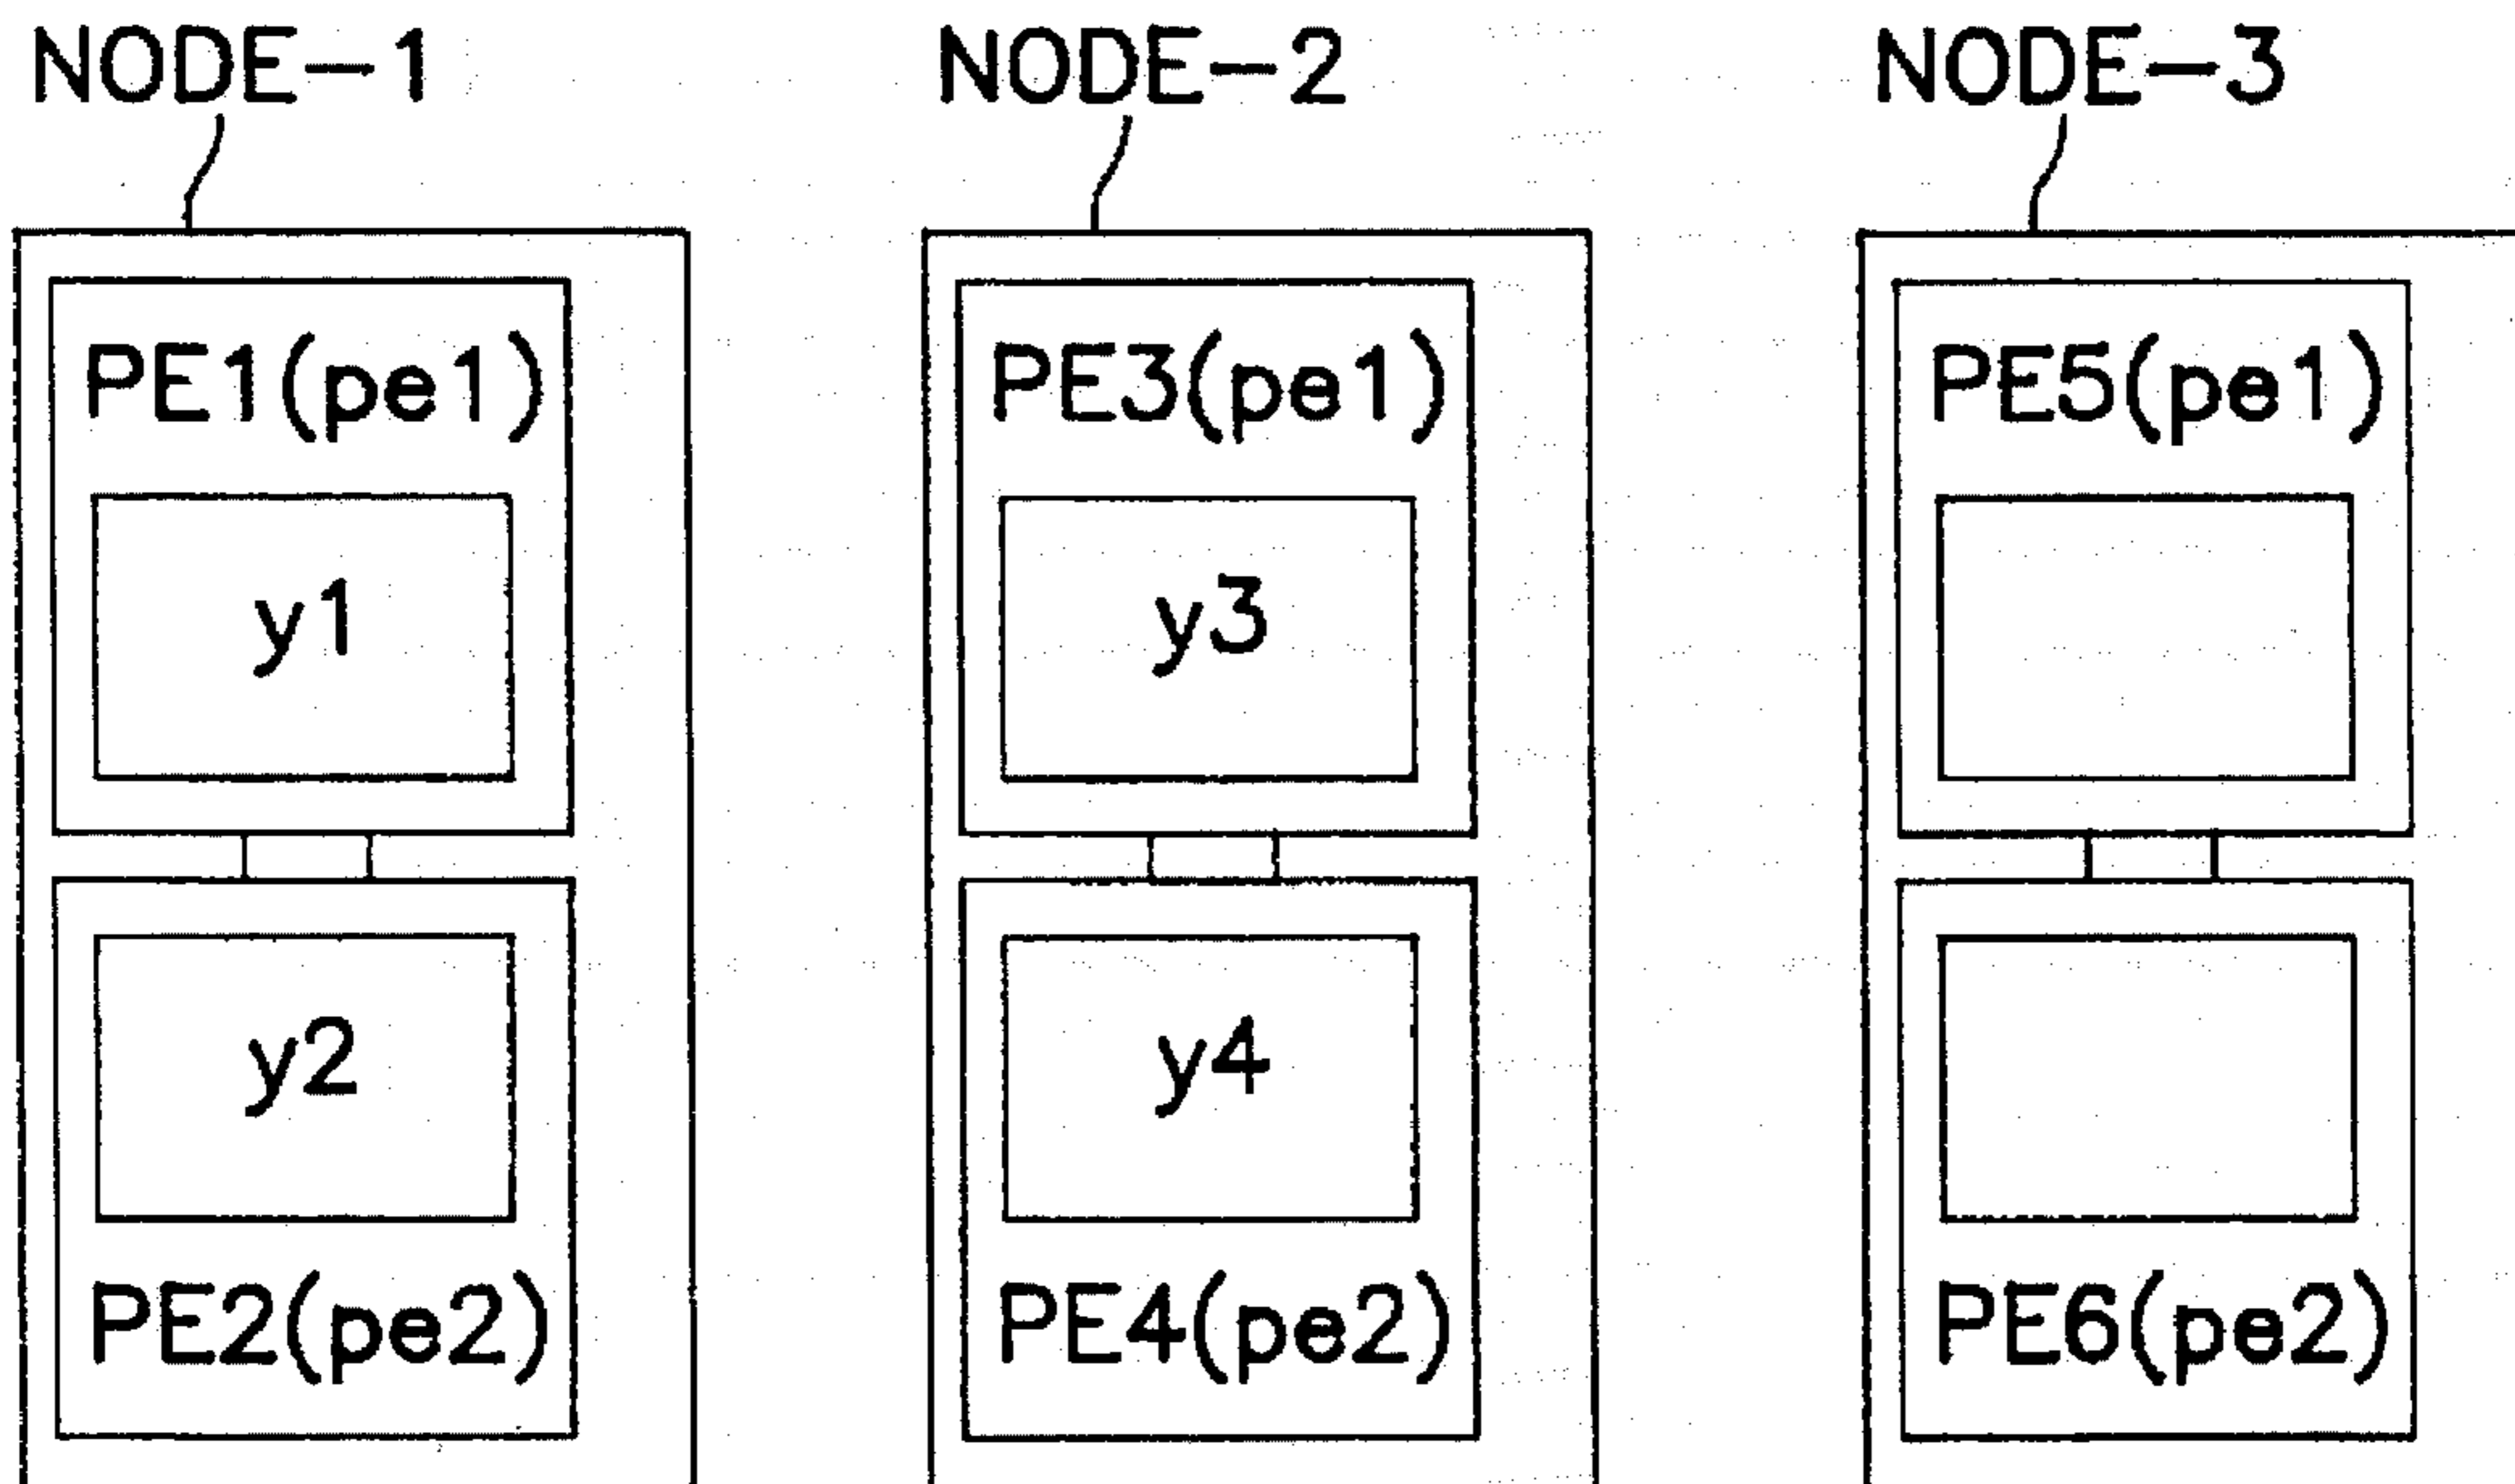 NODE-1 NODE-2 NODE-3
PE1(pe1) PE3(pe1) PE5(pe1)
y1 y3
y2 y4
PE2(pe2) PE4(pe2) PE6(pe2)